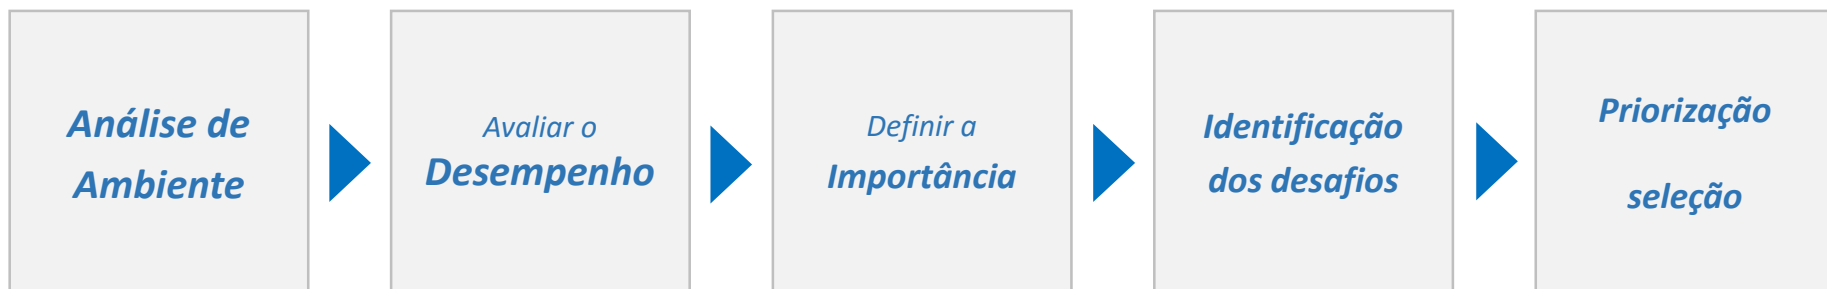 Análise de
Ambiente
Avaliar o
Desempenho
Definir a
Importância
Identificação
dos desafios
Priorização
seleção